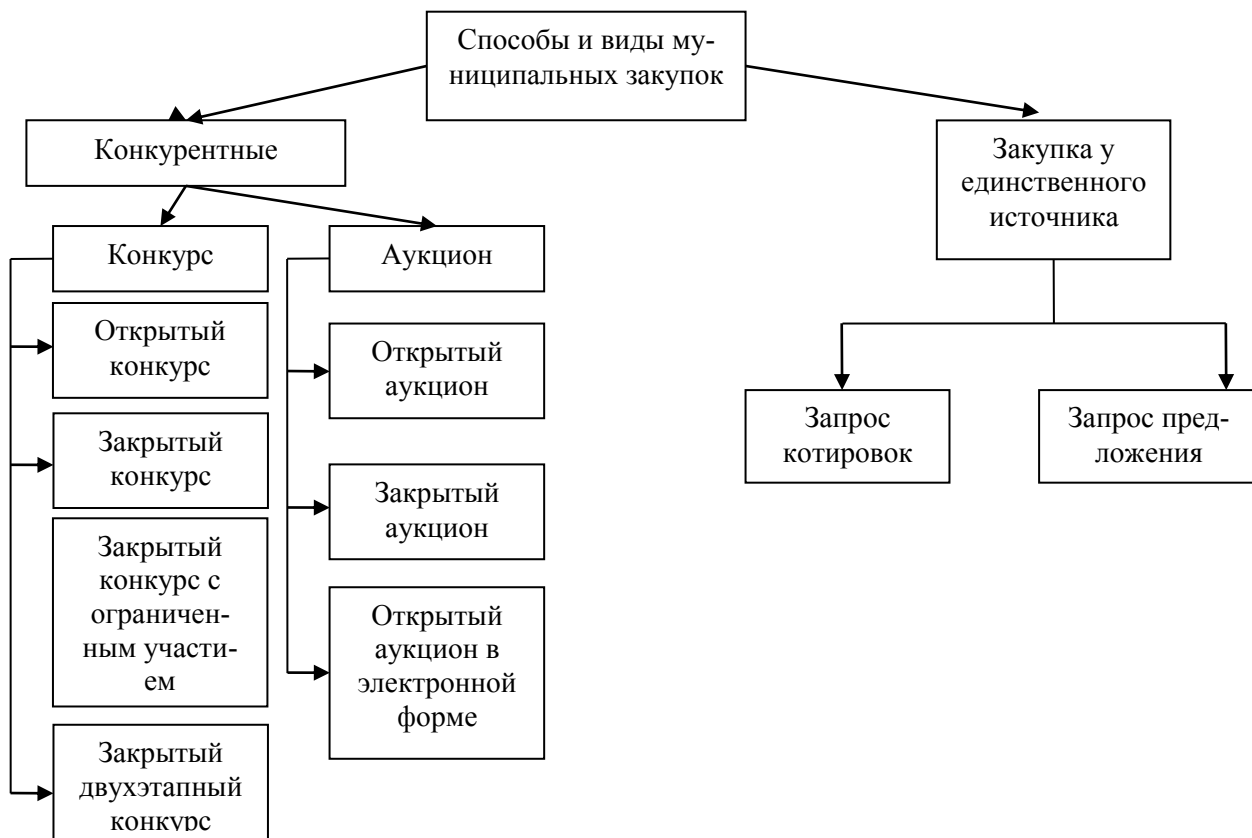 Способы и виды му-
ниципальных закупок
Конкурентные
Закупка у
единственного
источника
Конкурс
Аукцион
Открытый
конкурс
Закрытый
конкурс
Закрытый
конкурс с
ограничен-
ным участи-
ем
Закрытый
двухэтапный
конкурс
Открытый
аукцион
Закрытый
аукцион
Открытый
аукцион в
электронной
форме
Запрос
котировок
Запрос пред-
ложения